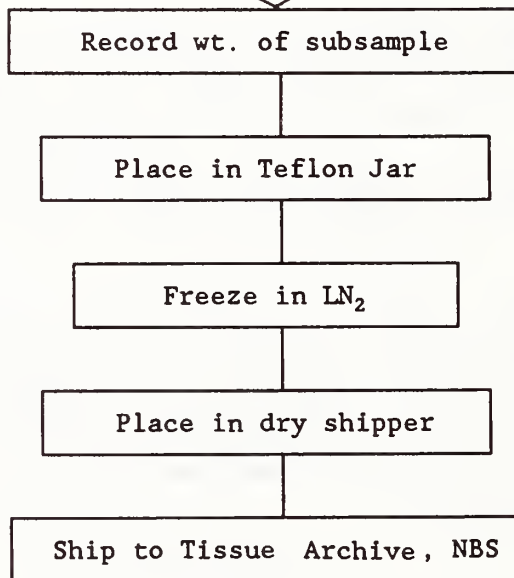 Record wt. of subsample
Place in Teflon Jar
Freeze in LN₂
Place in dry shipper
Ship to Tissue Archive, NBS